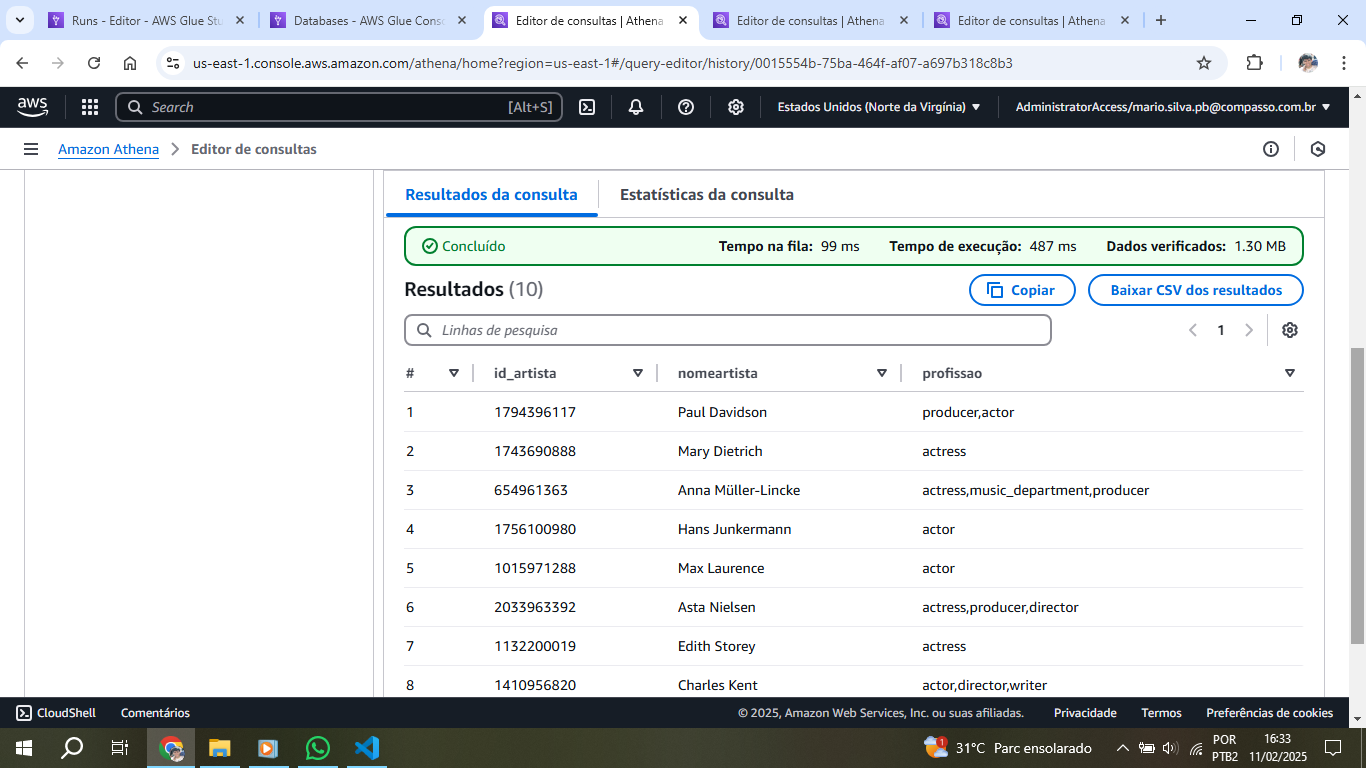 Runs - Editor - AWS Glue Stu
Databases - AWS Glue Conso
Editor de consultas | Athena
Editor de consultas | Athena
Editor de consultas | Athena
us-east-1.console.aws.amazon.com/athena/home?region=us-east-1#/query-editor/history/0015554b-75ba-464f-af07-a697b318c8b3
aws Search [Alt+S] Estados Unidos (Norte da Virgínia) AdministratorAccess/mario.silva.pb@compasso.com.br
Amazon Athena > Editor de consultas
Resultados da consulta Estatísticas da consulta
Concluído Tempo na fila: 99 ms Tempo de execução: 487 ms Dados verificados: 1.30 MB
Resultados (10) Copiar Baixar CSV dos resultados
Linhas de pesquisa 1
# id_artista nomeartista profissao
1 1794396117 Paul Davidson producer,actor
2 1743690888 Mary Dietrich actress
3 654961363 Anna Müller-Lincke actress,music_department,producer
4 1756100980 Hans Junkermann actor
5 1015971288 Max Laurence actor
6 2033963392 Asta Nielsen actress,producer,director
7 1132200019 Edith Storey actress
8 1410956820 Charles Kent actor,director,writer
CloudShell Comentários © 2025, Amazon Web Services, Inc. ou suas afiliadas. Privacidade Termos Preferências de cookies
1 31°C Parc ensolarado POR 16:33
PTB2 11/02/2025